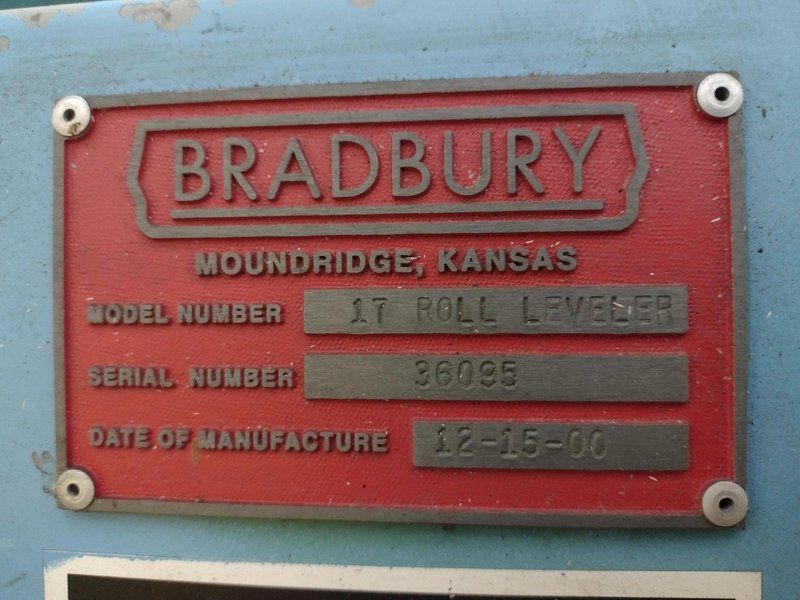 BRADBURY
MOUNDRIDGE, KANSAS
MODEL NUMBER 17 ROLL LEVELER
SERIAL NUMBER 36095
DATE OF MANUFACTURE 12-15-00